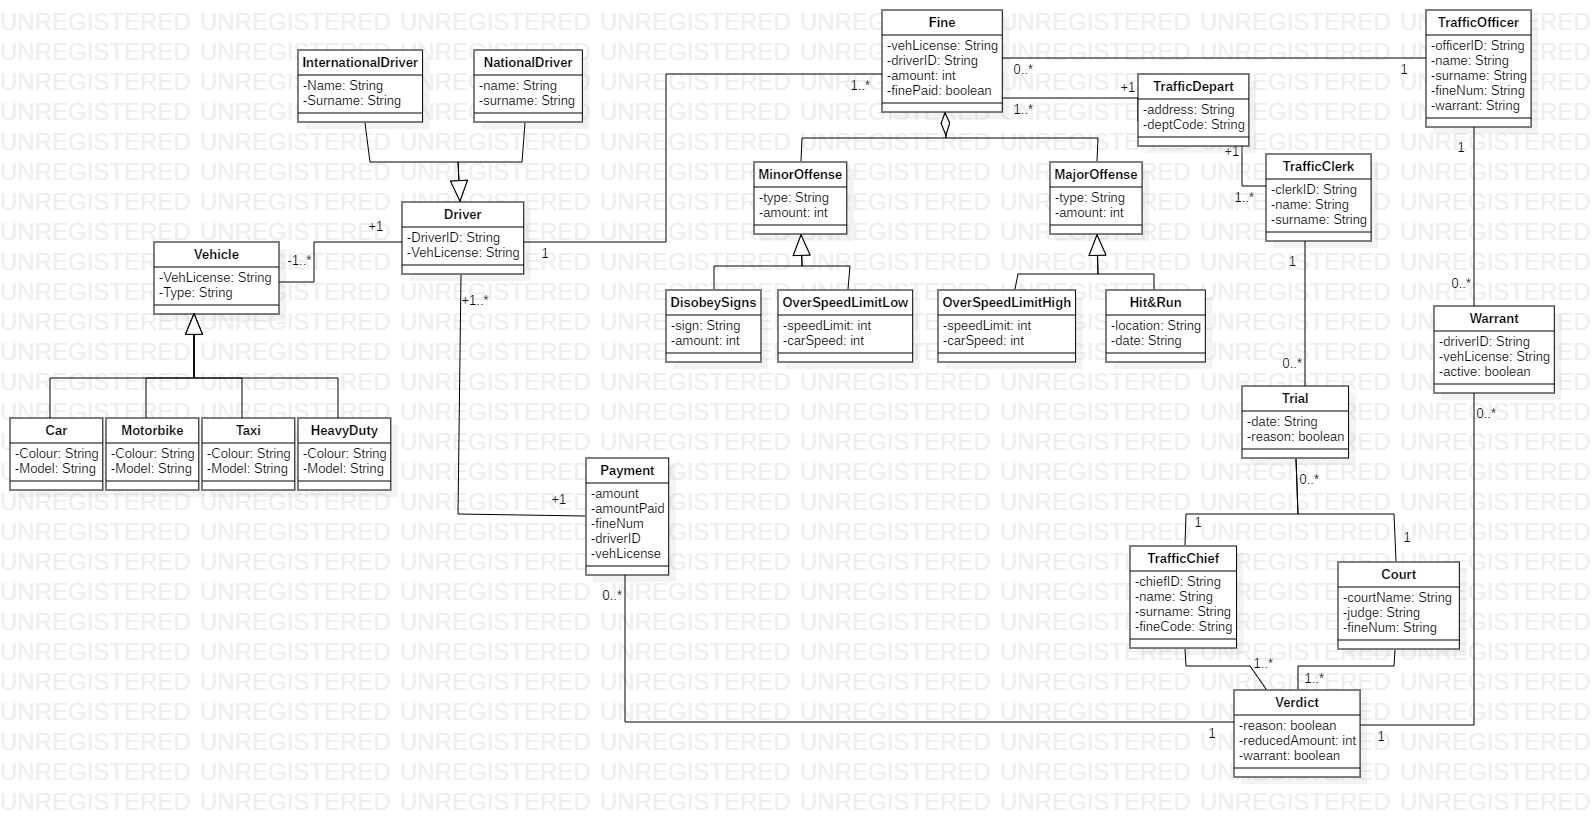 UNREGISTERED
Fine
-vehLicense: String
-driverID: String
-amount: int
-finePaid: boolean
TrafficOfficer
-officerID: String
-name: String
-surname: String
-fineNum: String
-warrant: String
InternationalDriver
-Name: String
-Surname: String
NationalDriver
-name: String
-surname: String
0..*
1
1..*
+1
1..*
TrafficDepart
-address: String
-deptCode: String
+1
1..*
1
TrafficClerk
-clerkID: String
-name: String
-surname: String
MinorOffense
-type: String
-amount: int
MajorOffense
-type: String
-amount: int
Driver
-DriverID: String
-VehLicense: String
+1
-1..*
1
+1..*
Vehicle
-VehLicense: String
-Type: String
DisobeySigns
-sign: String
-amount: int
OverSpeedLimitLow
-speedLimit: int
-carSpeed: int
OverSpeedLimitHigh
-speedLimit: int
-carSpeed: int
Hit&Run
-location: String
-date: String
1
0..*
0..*
Warrant
-driverID: String
-vehLicense: String
-active: boolean
0..*
Trial
-date: String
-reason: boolean
0..*
Car
-Colour: String
-Model: String
Motorbike
-Colour: String
-Model: String
Taxi
-Colour: String
-Model: String
HeavyDuty
-Colour: String
-Model: String
Payment
-amount
-amountPaid
-fineNum
-driverID
-vehLicense
+1
0..*
1
1
TrafficChief
-chiefID: String
-name: String
-surname: String
-fineCode: String
Court
-courtName: String
-judge: String
-fineNum: String
1..*
1..*
Verdict
-reason: boolean
-reducedAmount: int
-warrant: boolean
1
1